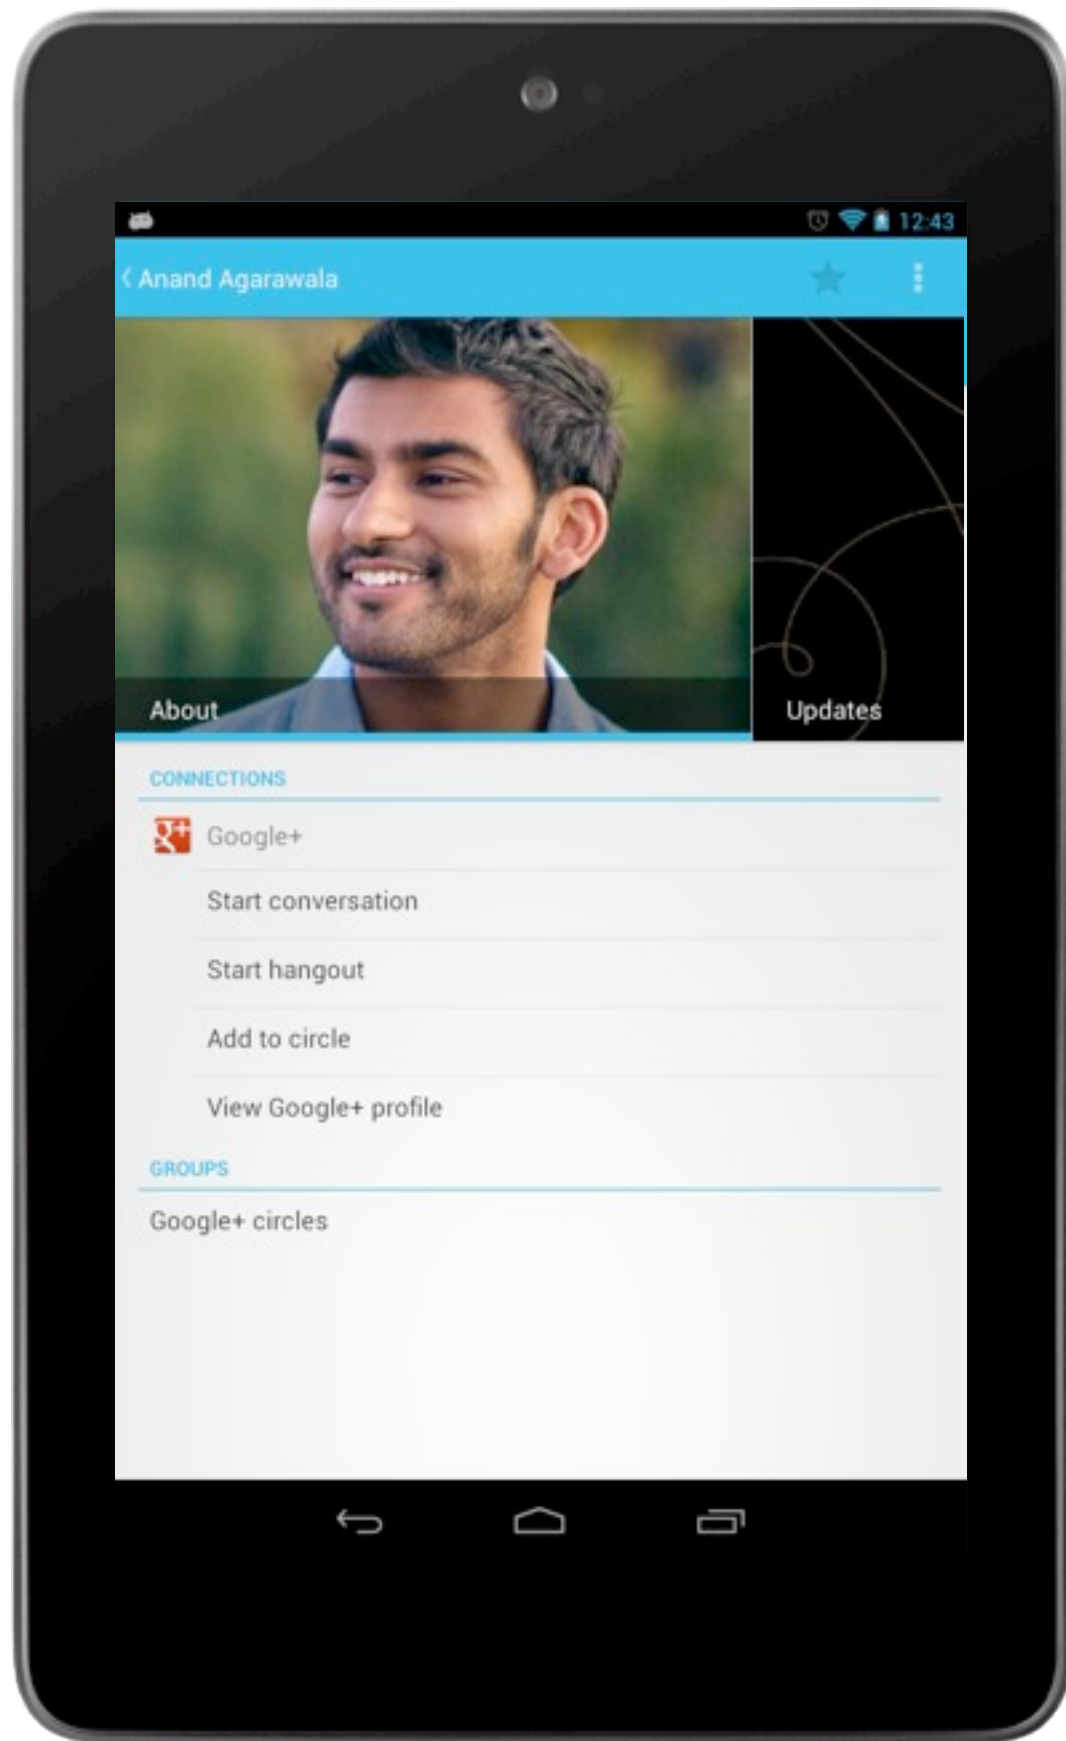 12:43
Anand Agarawala
About
Updates
CONNECTIONS
g+ Google+
Start conversation
Start hangout
Add to circle
View Google+ profile
GROUPS
Google+ circles